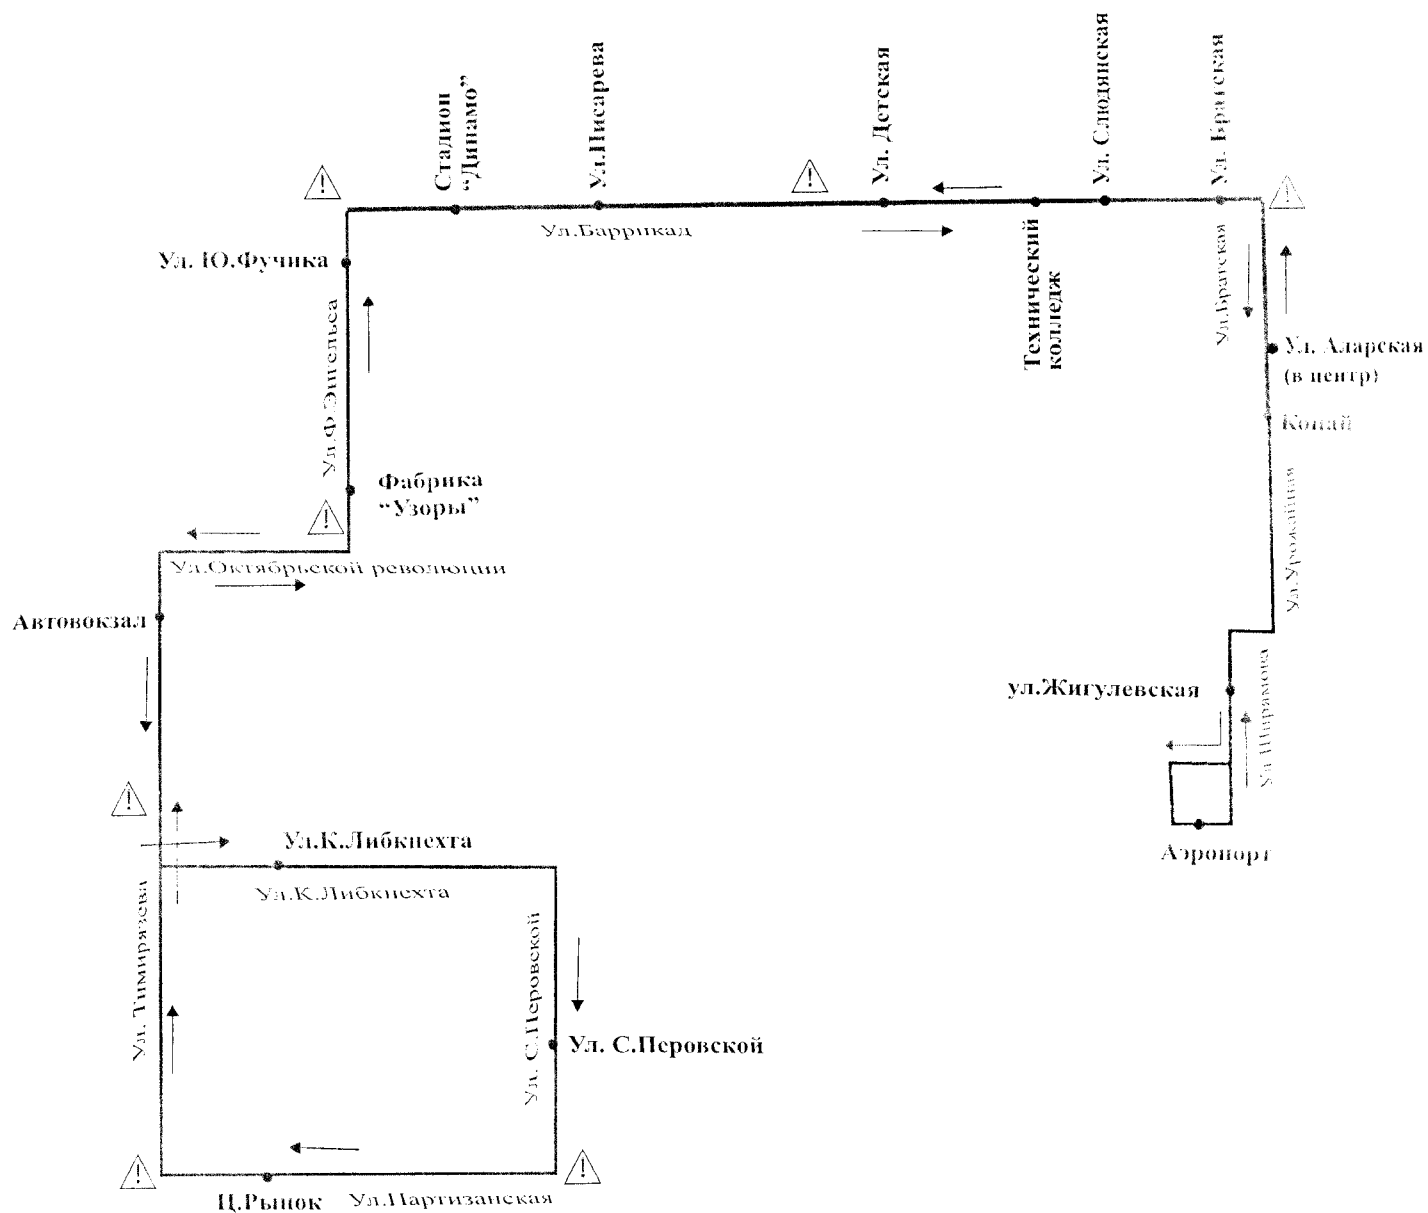 Стадион
“Динамо”
Ул.Писарева
Ул. Детская
Ул. Слюдянская
Ул. Братская
Ул.Баррикад
Ул. Ю.Фучика
Технический
колледж
Ул.Братская
Ул.Ф.Энгельса
Ул. Аларская
(в центр)
Копай
Фабрика
“Узоры”
Ул.Урожайная
Ул.Октябрьской революции
Автовокзал
ул.Жигулевская
Ул.Ширямова
Аэропорт
Ул.К.Либкнехта
Ул.К.Либкнехта
Ул. Тимирязева
Ул. С.Перовской
Ул. С.Перовской
Ц.Рынок
Ул.Партизанская